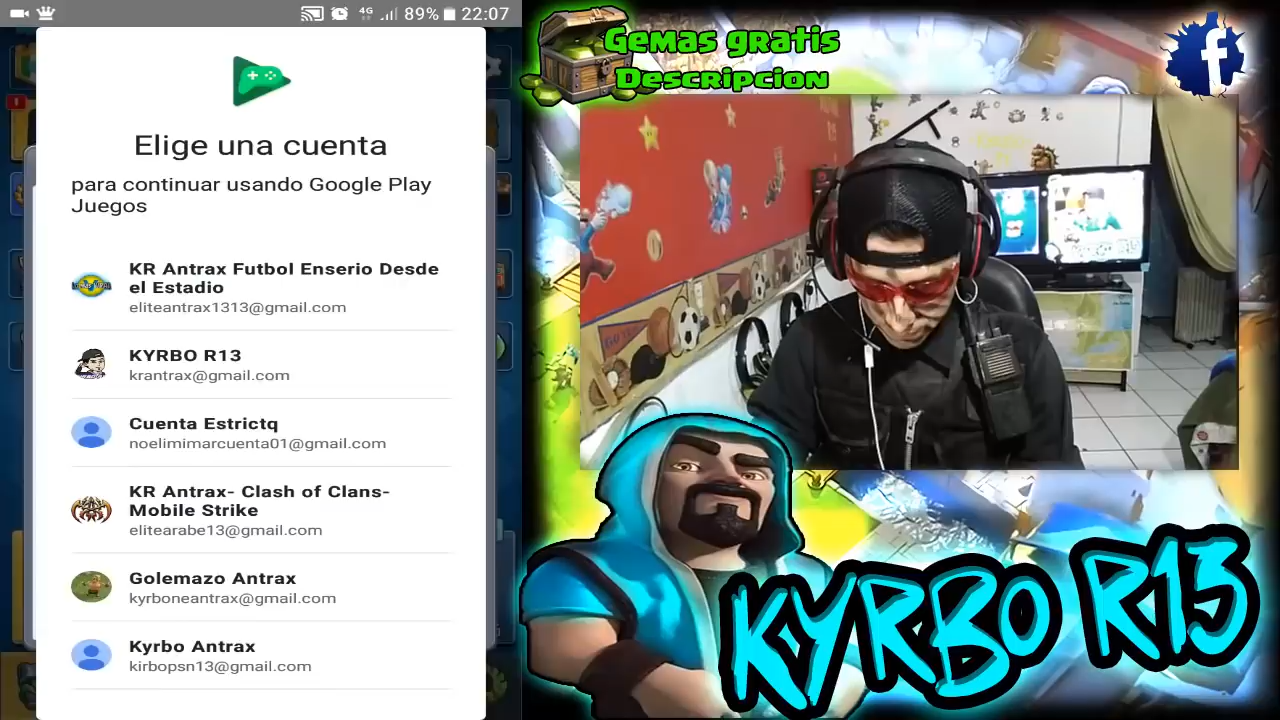 4G 89% 22:07
Elige una cuenta
para continuar usando Google Play
Juegos
KR Antrax Futbol Enserio Desde
el Estadio
eliteantrax1313@gmail.com
KYRBO R13
krantrax@gmail.com
Cuenta Estrictq
noelimimarcuenta01@gmail.com
KR Antrax- Clash of Clans-
Mobile Strike
elitearabe13@gmail.com
Golemazo Antrax
kyrboneantrax@gmail.com
Kyrbo Antrax
kirbopsn13@gmail.com
Gemas gratis
Descripcion
f
KYRBO R13